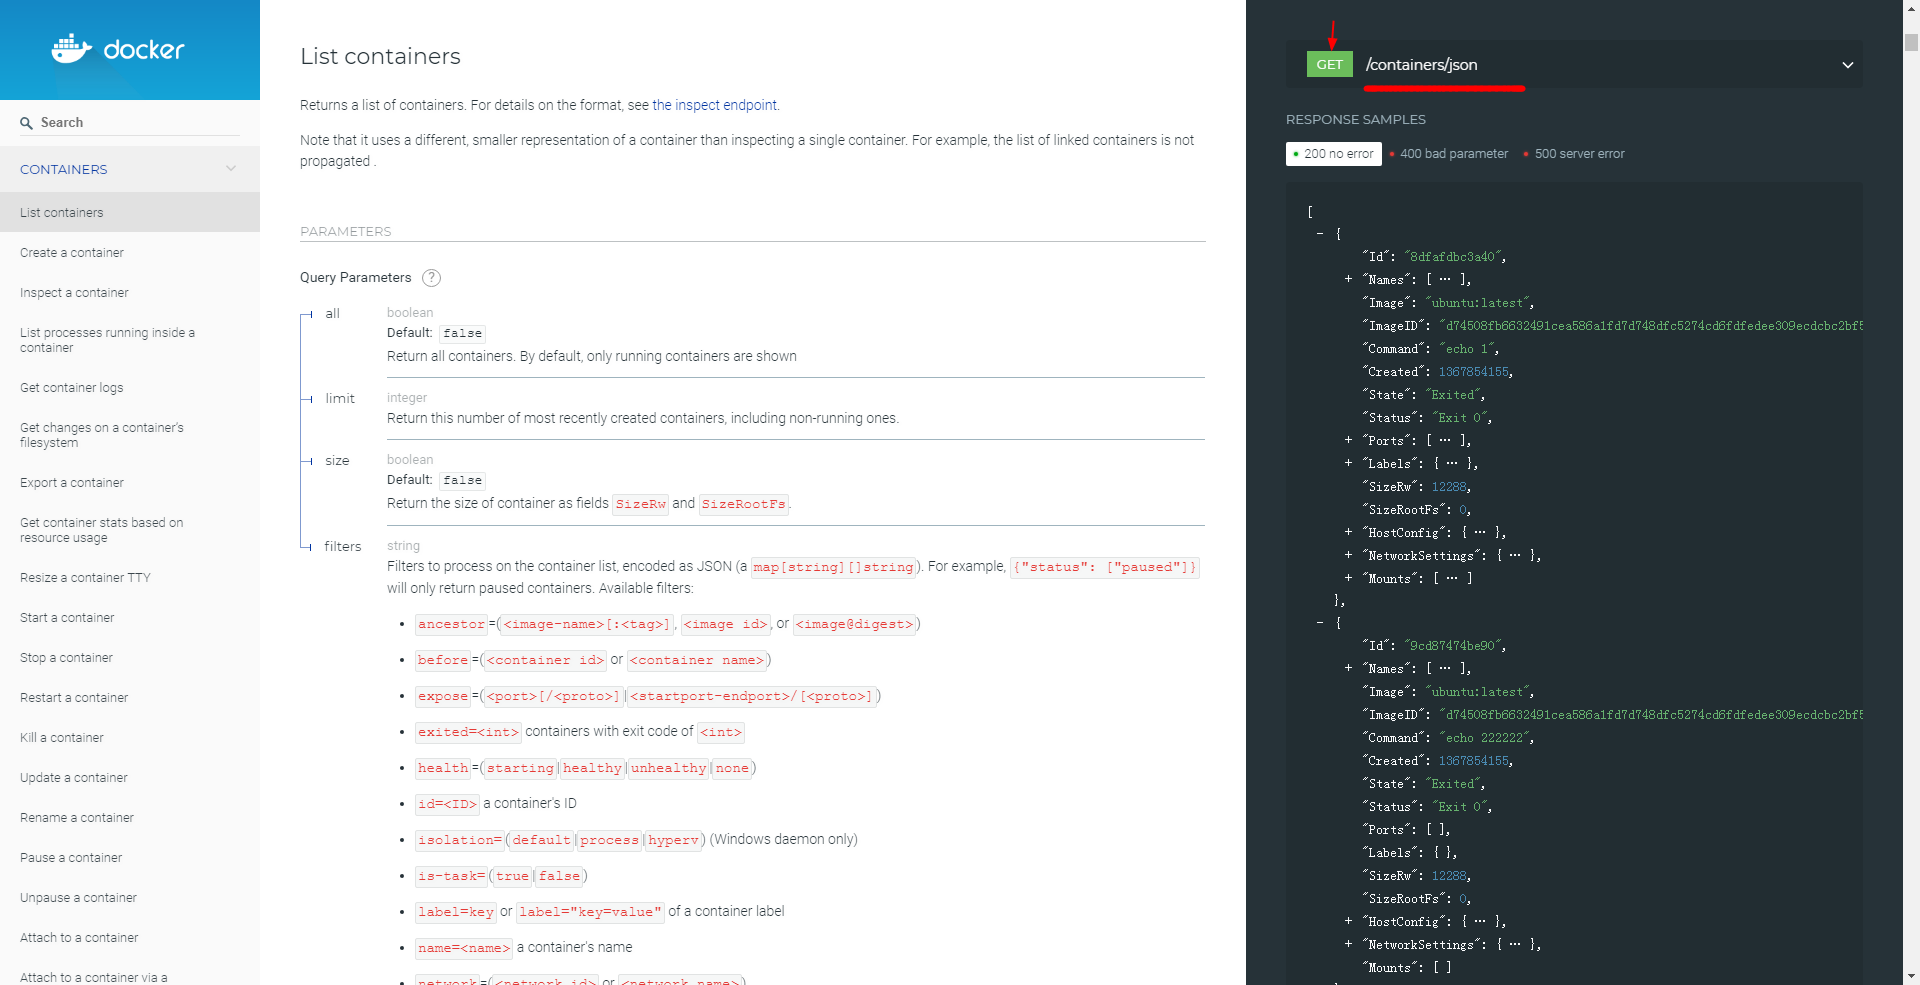 docker
Search
CONTAINERS
List containers
Create a container
Inspect a container
List processes running inside a
container
Get container logs
Get changes on a container's
filesystem
Export a container
Get container stats based on
resource usage
Resize a container TTY
Start a container
Stop a container
Restart a container
Kill a container
Update a container
Rename a container
Pause a container
Unpause a container
Attach to a container
Attach to a container via a
List containers
Returns a list of containers. For details on the format, see the inspect endpoint.
Note that it uses a different, smaller representation of a container than inspecting a single container. For example, the list of linked containers is not
propagated .
PARAMETERS
Query Parameters ?
all
boolean
Default: false
Return all containers. By default, only running containers are shown
limit
integer
Return this number of most recently created containers, including non-running ones.
size
boolean
Default: false
Return the size of container as fields SizeRw and SizeRootFs.
filters
string
Filters to process on the container list, encoded as JSON (a map[string][]string). For example, {"status": ["paused"]}
will only return paused containers. Available filters:
• ancestor=(<image-name>[:<tag>], <image id>, or <image@digest>)
• before=(<container id> or <container name>)
• expose=(<port>[/<proto>]|<startport-endport>/[<proto>])
• exited=<int> containers with exit code of <int>
• health=(starting|healthy|unhealthy|none)
• id=<ID> a container's ID
• isolation=(default|process|hyperv) (Windows daemon only)
• is-task=(true|false)
• label=key or label="key=value" of a container label
• name=<name> a container's name
• network=(<network id> or <network name>)
GET /containers/json
RESPONSE SAMPLES
200 no error 400 bad parameter 500 server error
[
- {
"Id": "8dfafdbc3a40",
+ "Names": [ ··· ],
"Image": "ubuntu:latest",
"ImageID": "d74508fb6632491cea586a1fd7d748dfc5274cd6fdfedee309ecdcbc2bf5
"Command": "echo 1",
"Created": 1367854155,
"State": "Exited",
"Status": "Exit 0",
+ "Ports": [ ··· ],
+ "Labels": { ··· },
"SizeRw": 12288,
"SizeRootFs": 0,
+ "HostConfig": { ··· },
+ "NetworkSettings": { ··· },
+ "Mounts": [ ··· ]
},
- {
"Id": "9cd87474be90",
+ "Names": [ ··· ],
"Image": "ubuntu:latest",
"ImageID": "d74508fb6632491cea586a1fd7d748dfc5274cd6fdfedee309ecdcbc2bf5
"Command": "echo 222222",
"Created": 1367854155,
"State": "Exited",
"Status": "Exit 0",
"Ports": [ ],
"Labels": { },
"SizeRw": 12288,
"SizeRootFs": 0,
+ "HostConfig": { ··· },
+ "NetworkSettings": { ··· },
"Mounts": [ ]